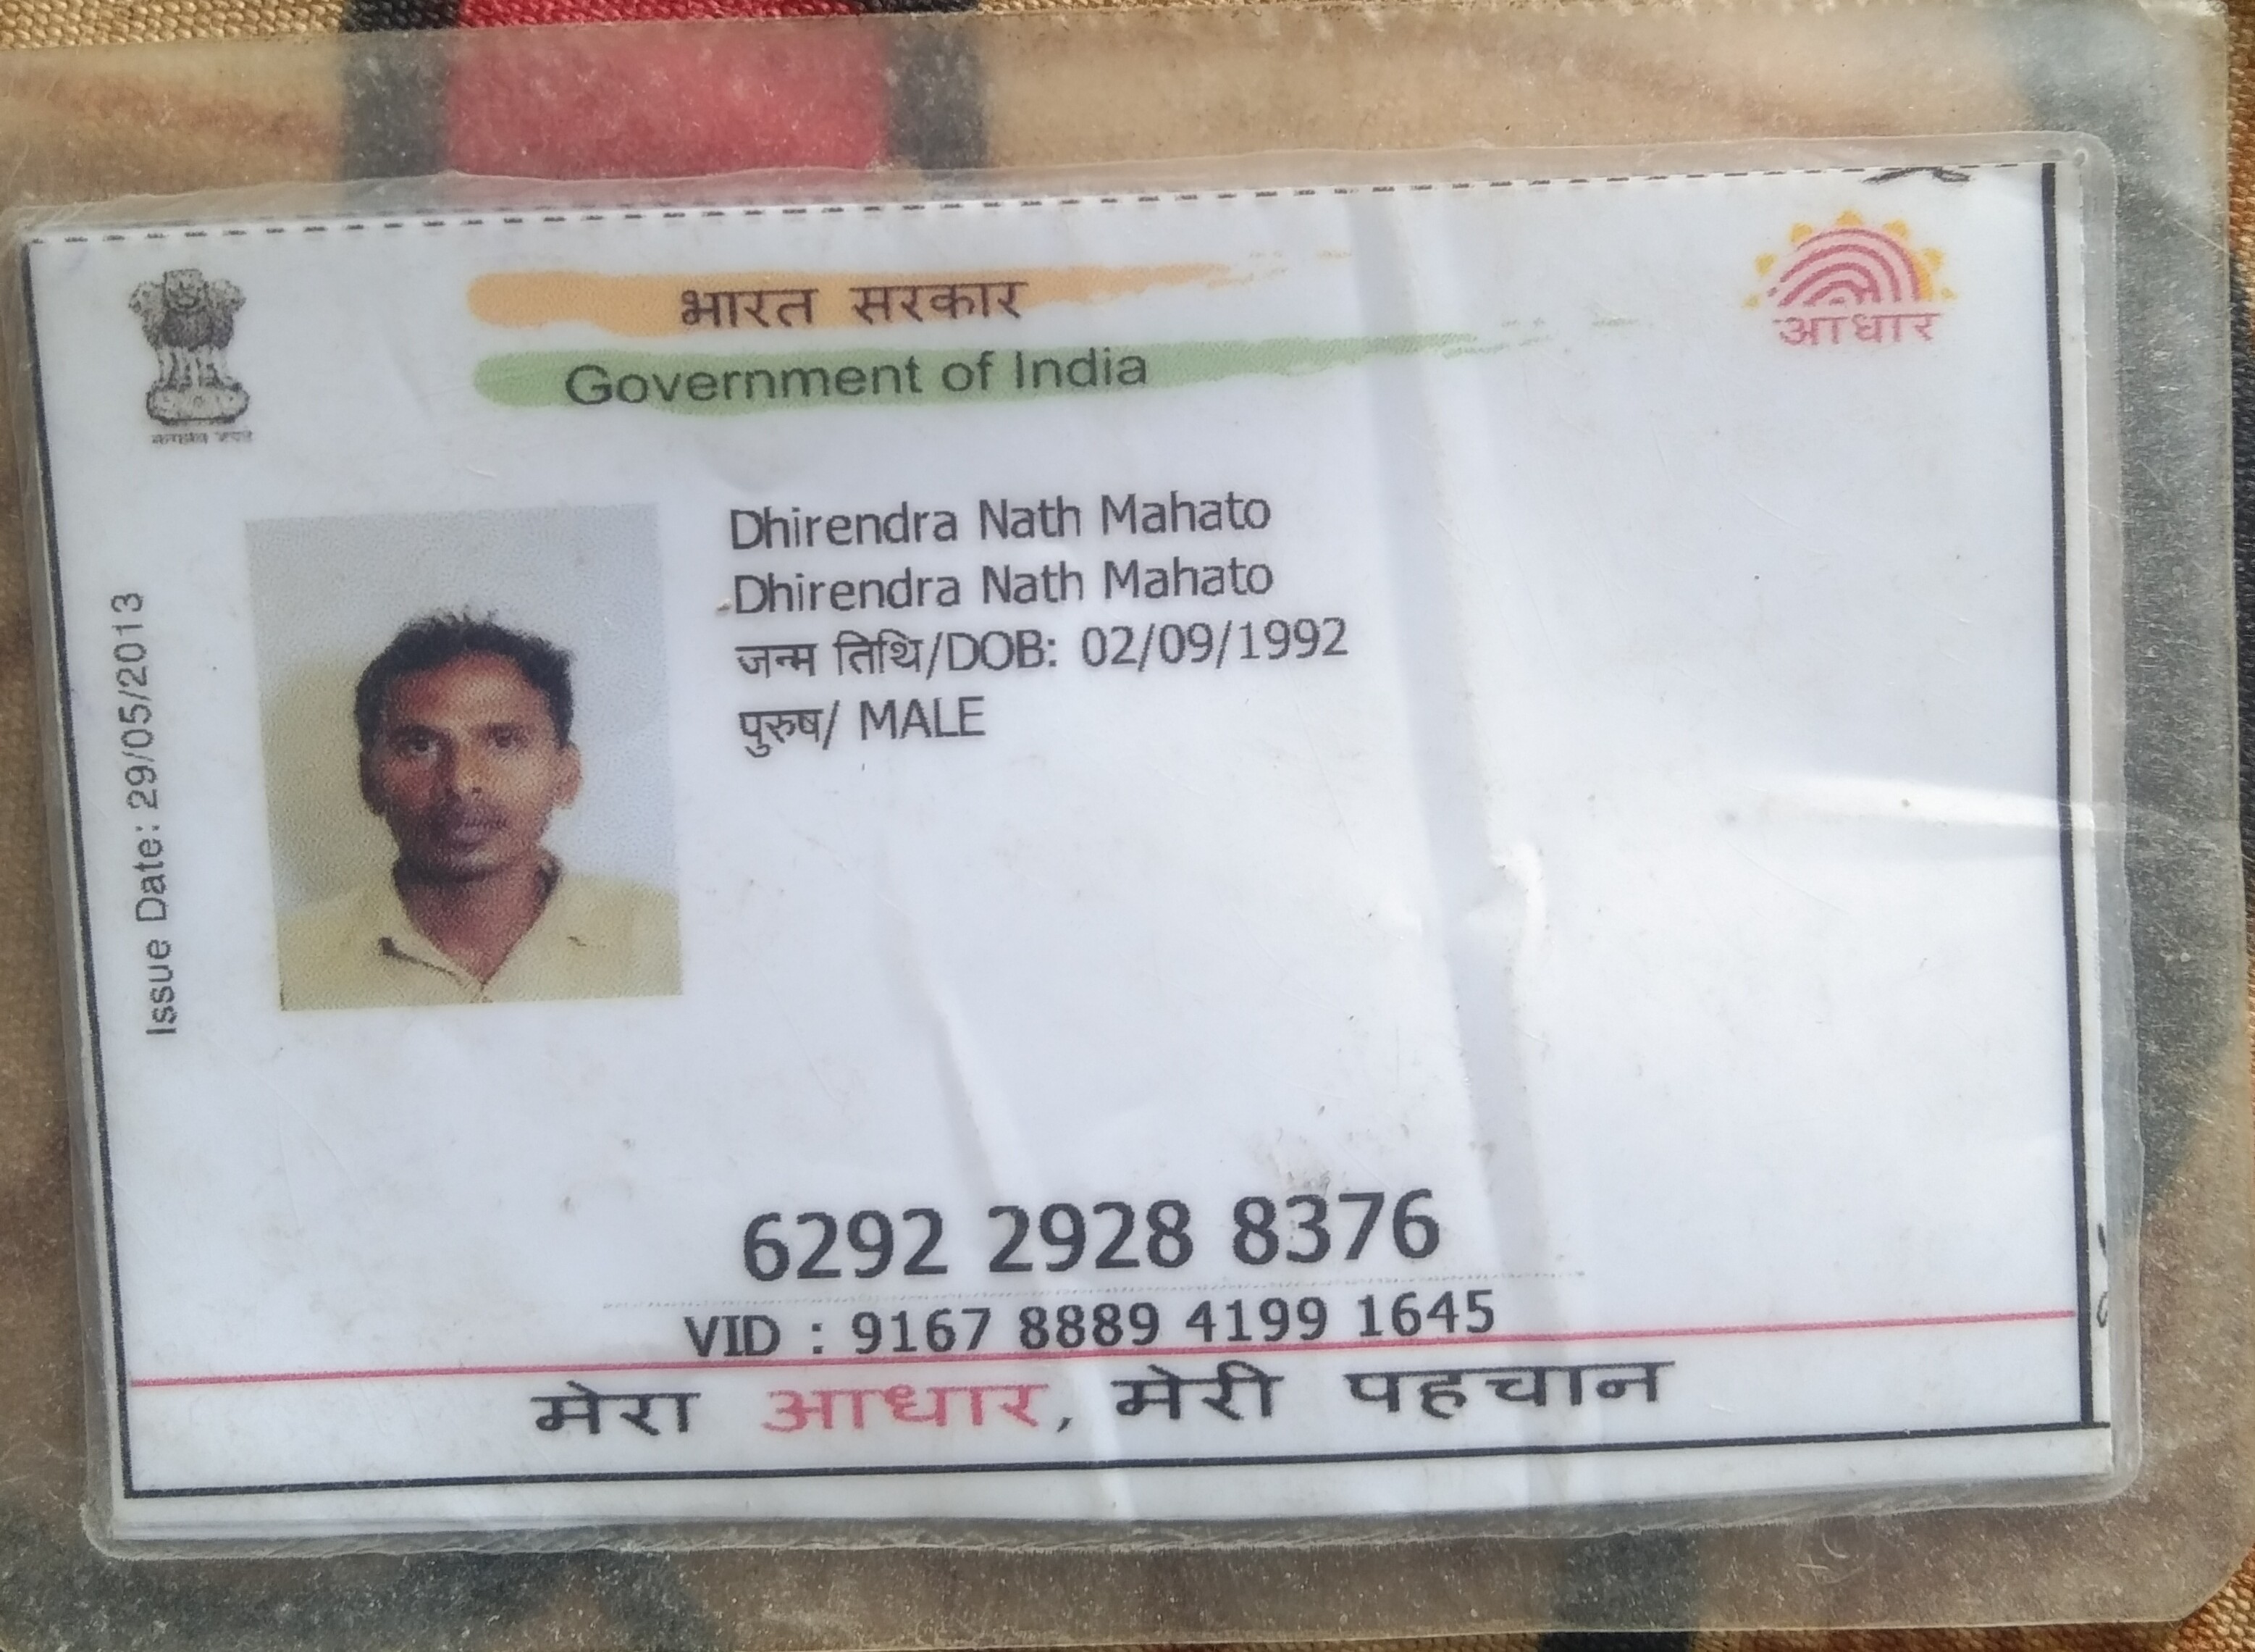 भारत सरकार
Government of India
आधार
Issue Date: 29/05/2013
Dhirendra Nath Mahato
Dhirendra Nath Mahato
जन्म तिथि/DOB: 02/09/1992
पुरुष/ MALE
6292 2928 8376
VID : 9167 8889 4199 1645
मेरा आधार, मेरी पहचान